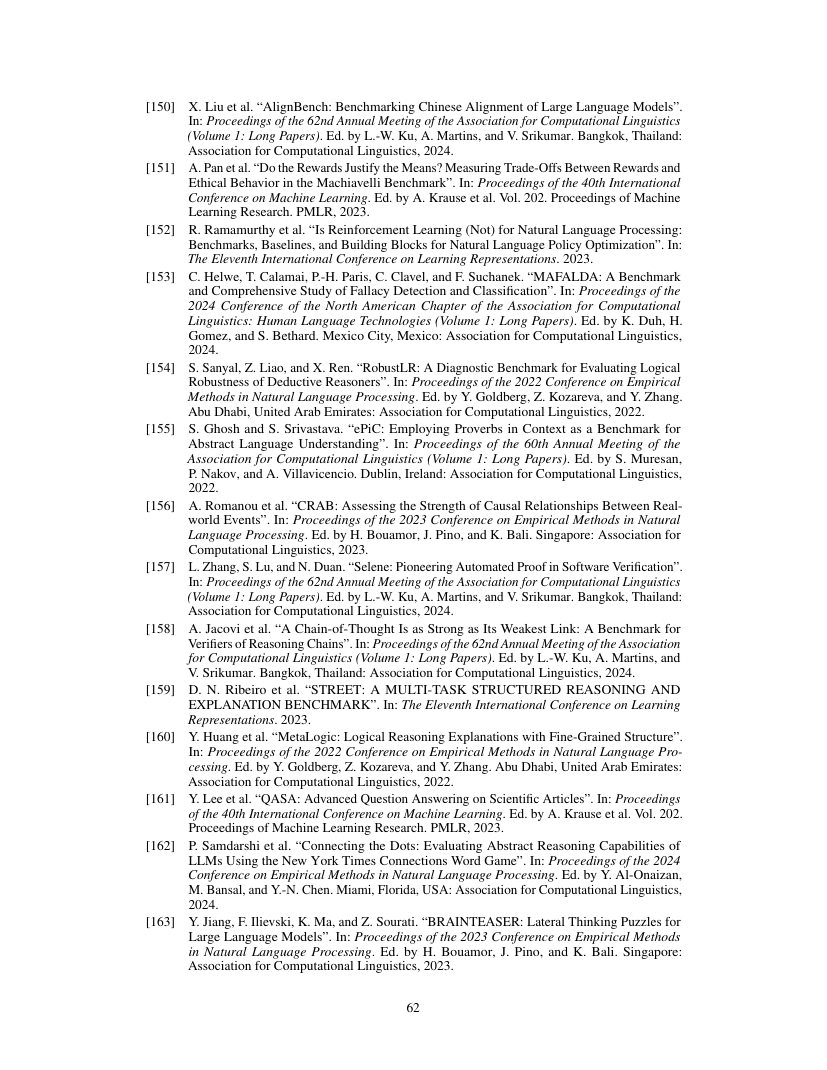 [150] X. Liu et al. “AlignBench: Benchmarking Chinese Alignment of Large Language Models”.
In: Proceedings of the 62nd Annual Meeting of the Association for Computational Linguistics
(Volume 1: Long Papers). Ed. by L.-W. Ku, A. Martins, and V. Srikumar. Bangkok, Thailand:
Association for Computational Linguistics, 2024.
[151] A. Pan et al. “Do the Rewards Justify the Means? Measuring Trade-Offs Between Rewards and
Ethical Behavior in the Machiavelli Benchmark”. In: Proceedings of the 40th International
Conference on Machine Learning. Ed. by A. Krause et al. Vol. 202. Proceedings of Machine
Learning Research. PMLR, 2023.
[152] R. Ramamurthy et al. “Is Reinforcement Learning (Not) for Natural Language Processing:
Benchmarks, Baselines, and Building Blocks for Natural Language Policy Optimization”. In:
The Eleventh International Conference on Learning Representations. 2023.
[153] C. Helwe, T. Calamai, P.-H. Paris, C. Clavel, and F. Suchanek. “MAFALDA: A Benchmark
and Comprehensive Study of Fallacy Detection and Classification”. In: Proceedings of the
2024 Conference of the North American Chapter of the Association for Computational
Linguistics: Human Language Technologies (Volume 1: Long Papers). Ed. by K. Duh, H.
Gomez, and S. Bethard. Mexico City, Mexico: Association for Computational Linguistics,
2024.
[154] S. Sanyal, Z. Liao, and X. Ren. “RobustLR: A Diagnostic Benchmark for Evaluating Logical
Robustness of Deductive Reasoners”. In: Proceedings of the 2022 Conference on Empirical
Methods in Natural Language Processing. Ed. by Y. Goldberg, Z. Kozareva, and Y. Zhang.
Abu Dhabi, United Arab Emirates: Association for Computational Linguistics, 2022.
[155] S. Ghosh and S. Srivastava. “ePiC: Employing Proverbs in Context as a Benchmark for
Abstract Language Understanding”. In: Proceedings of the 60th Annual Meeting of the
Association for Computational Linguistics (Volume 1: Long Papers). Ed. by S. Muresan,
P. Nakov, and A. Villavicencio. Dublin, Ireland: Association for Computational Linguistics,
2022.
[156] A. Romanou et al. “CRAB: Assessing the Strength of Causal Relationships Between Real-
world Events”. In: Proceedings of the 2023 Conference on Empirical Methods in Natural
Language Processing. Ed. by H. Bouamor, J. Pino, and K. Bali. Singapore: Association for
Computational Linguistics, 2023.
[157] L. Zhang, S. Lu, and N. Duan. “Selene: Pioneering Automated Proof in Software Verification”.
In: Proceedings of the 62nd Annual Meeting of the Association for Computational Linguistics
(Volume 1: Long Papers). Ed. by L.-W. Ku, A. Martins, and V. Srikumar. Bangkok, Thailand:
Association for Computational Linguistics, 2024.
[158] A. Jacovi et al. “A Chain-of-Thought Is as Strong as Its Weakest Link: A Benchmark for
Verifiers of Reasoning Chains”. In: Proceedings of the 62nd Annual Meeting of the Association
for Computational Linguistics (Volume 1: Long Papers). Ed. by L.-W. Ku, A. Martins, and
V. Srikumar. Bangkok, Thailand: Association for Computational Linguistics, 2024.
[159] D. N. Ribeiro et al. “STREET: A MULTI-TASK STRUCTURED REASONING AND
EXPLANATION BENCHMARK”. In: The Eleventh International Conference on Learning
Representations. 2023.
[160] Y. Huang et al. “MetaLogic: Logical Reasoning Explanations with Fine-Grained Structure”.
In: Proceedings of the 2022 Conference on Empirical Methods in Natural Language Pro-
cessing. Ed. by Y. Goldberg, Z. Kozareva, and Y. Zhang. Abu Dhabi, United Arab Emirates:
Association for Computational Linguistics, 2022.
[161] Y. Lee et al. “QASA: Advanced Question Answering on Scientific Articles”. In: Proceedings
of the 40th International Conference on Machine Learning. Ed. by A. Krause et al. Vol. 202.
Proceedings of Machine Learning Research. PMLR, 2023.
[162] P. Samdarshi et al. “Connecting the Dots: Evaluating Abstract Reasoning Capabilities of
LLMs Using the New York Times Connections Word Game”. In: Proceedings of the 2024
Conference on Empirical Methods in Natural Language Processing. Ed. by Y. Al-Onaizan,
M. Bansal, and Y.-N. Chen. Miami, Florida, USA: Association for Computational Linguistics,
2024.
[163] Y. Jiang, F. Ilievski, K. Ma, and Z. Sourati. “BRAINTEASER: Lateral Thinking Puzzles for
Large Language Models”. In: Proceedings of the 2023 Conference on Empirical Methods
in Natural Language Processing. Ed. by H. Bouamor, J. Pino, and K. Bali. Singapore:
Association for Computational Linguistics, 2023.
62